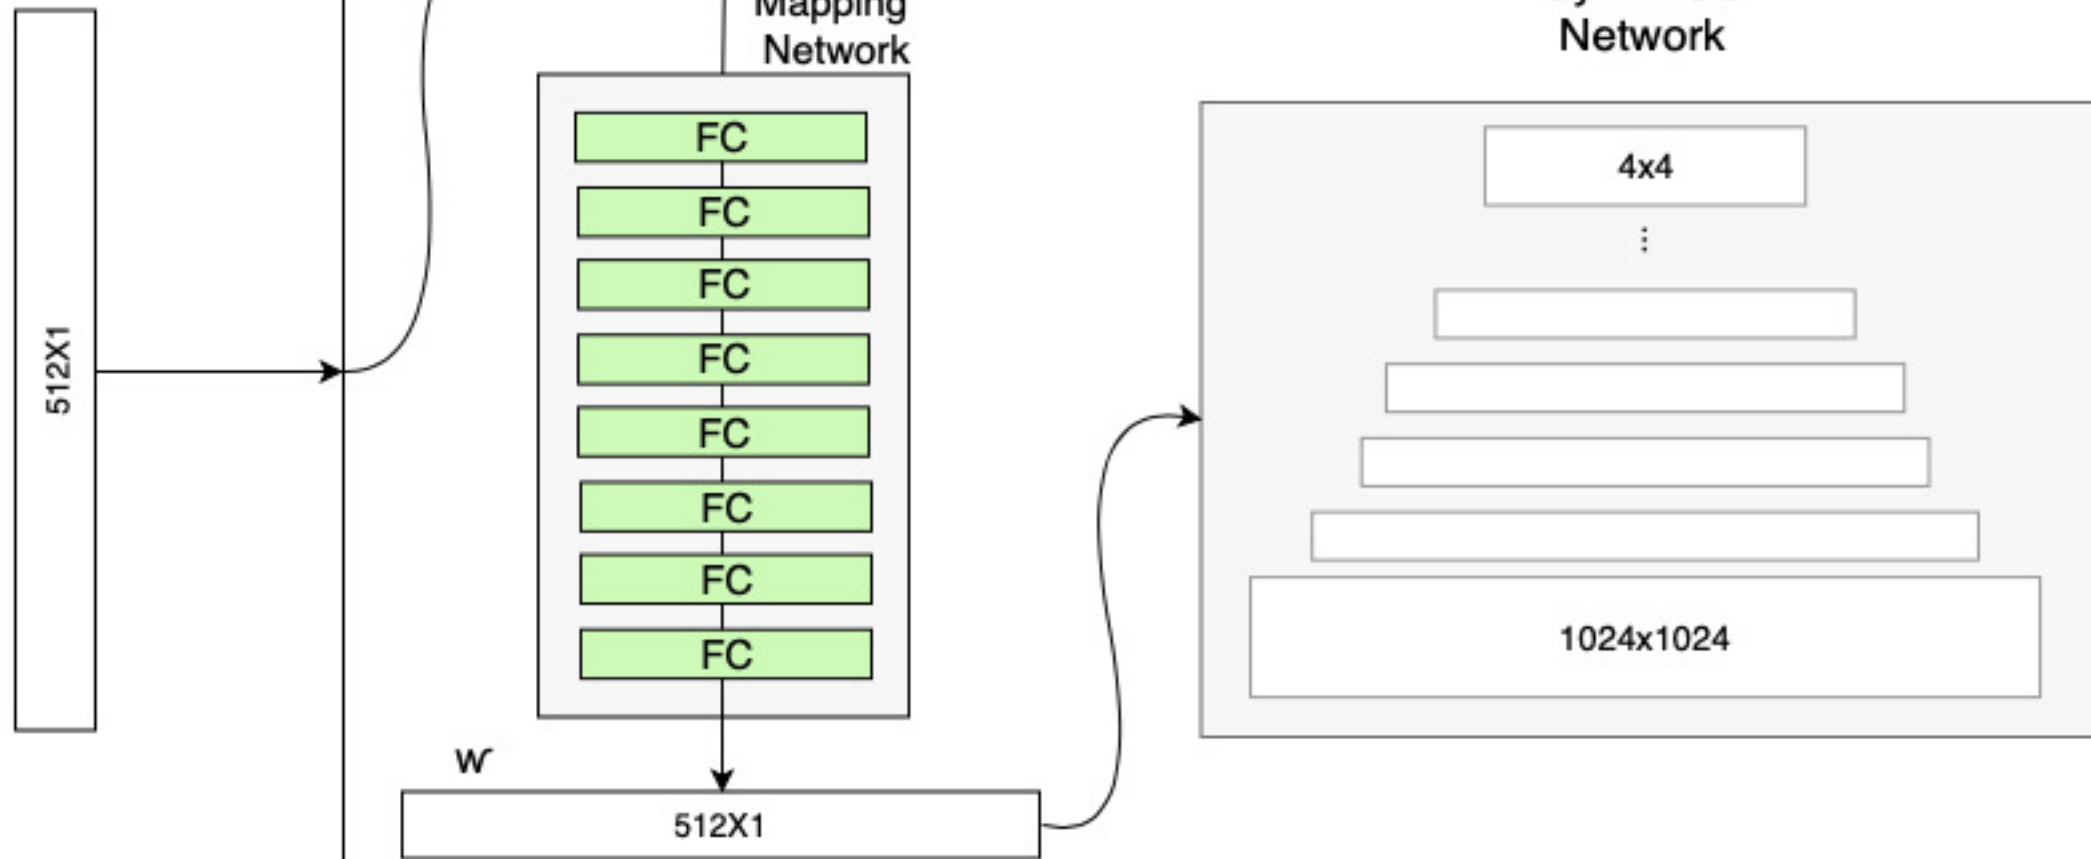 512X1
Mapping
Network
FC
FC
FC
FC
FC
FC
FC
FC
w
512X1
Network
4x4
⋮
1024x1024